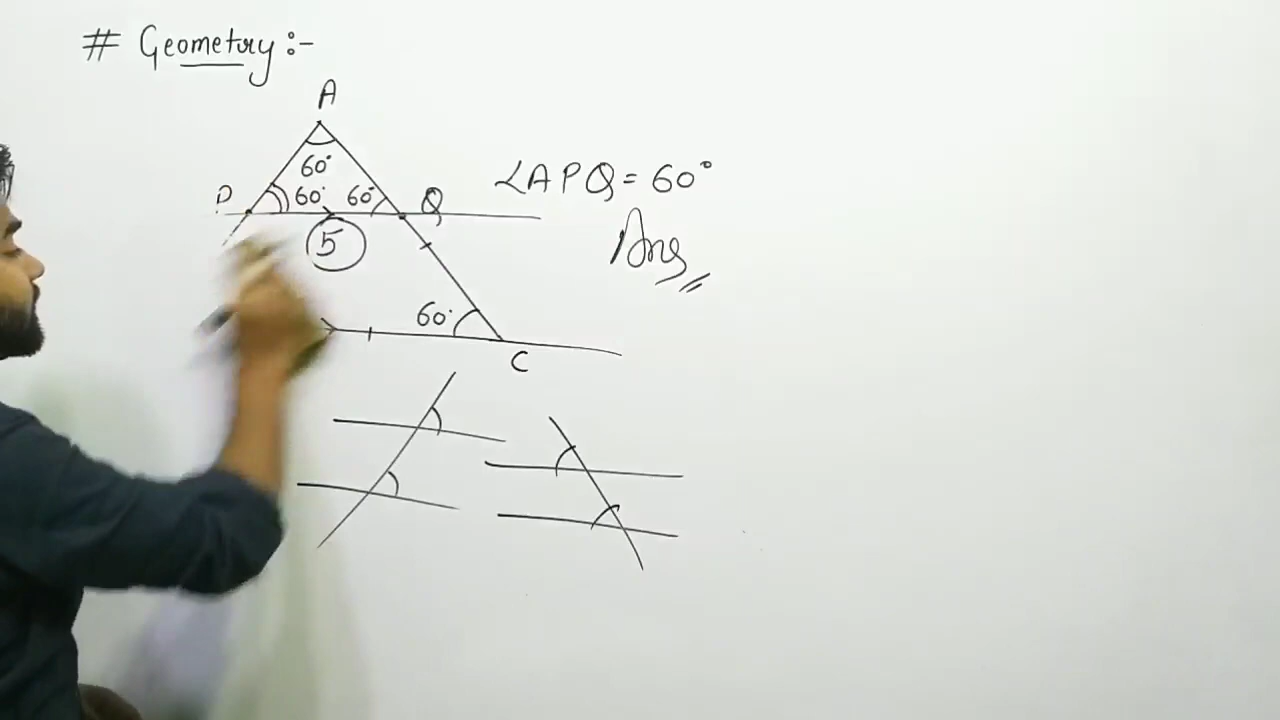 # Geometry :-
A
60°
P 60° 60° Q
∠APQ = 60°
5
Ans
60°
C